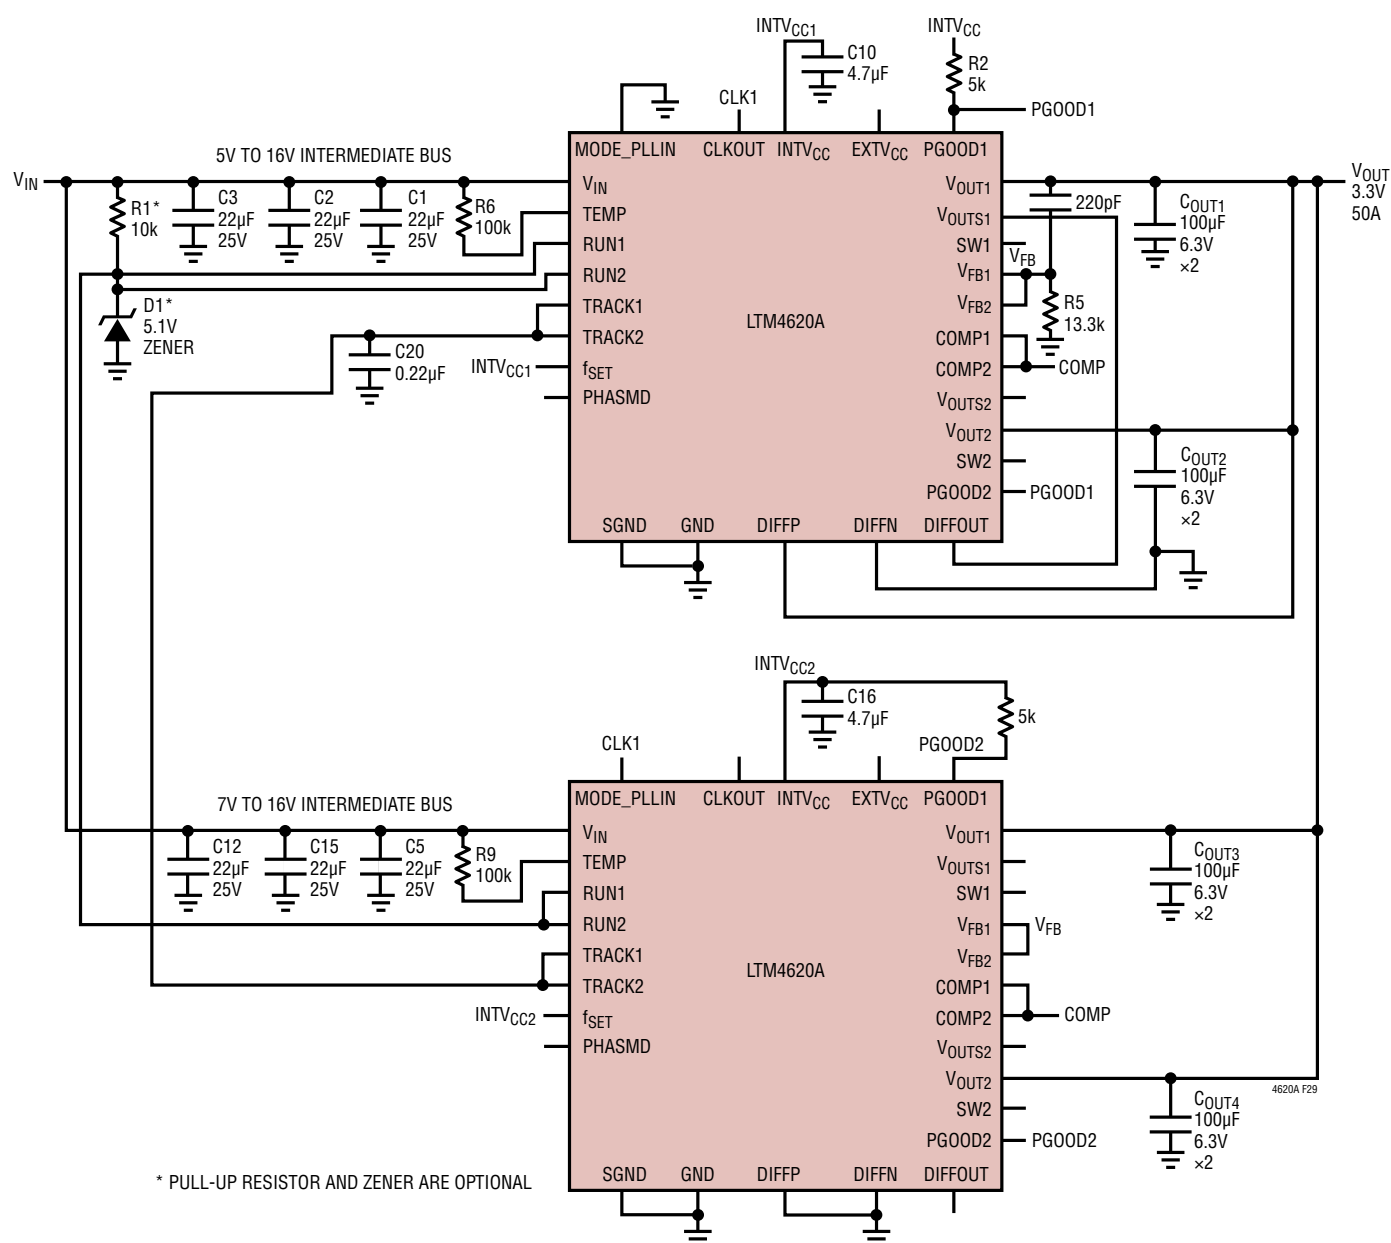 INTVCC1
C10
4.7µF
INTVCC
R2
5k
PGOOD1
CLK1
MODE_PLLIN
CLKOUT
INTVCC
EXTVCC
PGOOD1
5V TO 16V INTERMEDIATE BUS
VIN
R1*
10k
C3
22µF
25V
C2
22µF
25V
C1
22µF
25V
R6
100k
D1*
5.1V
ZENER
C20
0.22µF
INTVCC1
VIN
TEMP
RUN1
RUN2
TRACK1
TRACK2
fSET
PHASMD
LTM4620A
VOUT1
VOUTS1
SW1
VFB1
VFB2
COMP1
COMP2
VOUTS2
VOUT2
SW2
PGOOD2
SGND
GND
DIFFP
DIFFN
DIFFOUT
220pF
VFB
R5
13.3k
COMP
PGOOD1
COUT1
100µF
6.3V
×2
VOUT
3.3V
50A
COUT2
100µF
6.3V
×2
INTVCC2
C16
4.7µF
5k
PGOOD2
CLK1
MODE_PLLIN
CLKOUT
INTVCC
EXTVCC
PGOOD1
7V TO 16V INTERMEDIATE BUS
C12
22µF
25V
C15
22µF
25V
C5
22µF
25V
R9
100k
INTVCC2
VIN
TEMP
RUN1
RUN2
TRACK1
TRACK2
fSET
PHASMD
LTM4620A
VOUT1
VOUTS1
SW1
VFB1
VFB2
COMP1
COMP2
VOUTS2
VOUT2
SW2
PGOOD2
SGND
GND
DIFFP
DIFFN
DIFFOUT
VFB
COMP
PGOOD2
COUT3
100µF
6.3V
×2
4620A F29
COUT4
100µF
6.3V
×2
* PULL-UP RESISTOR AND ZENER ARE OPTIONAL